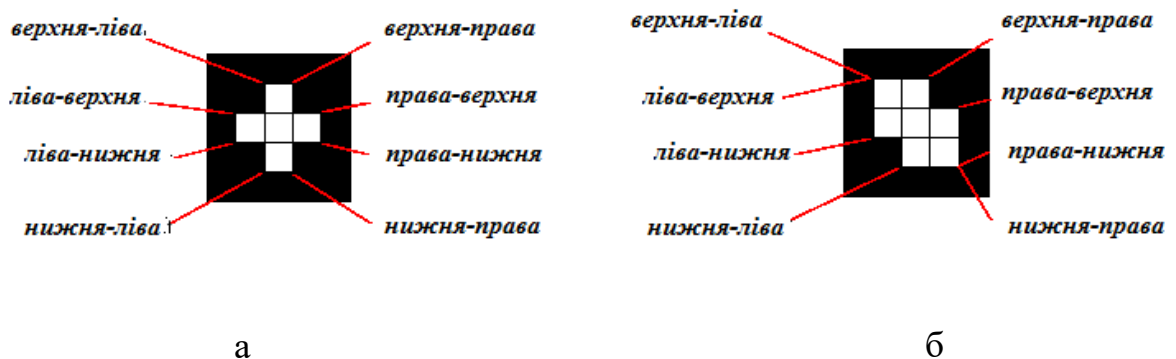 верхня-ліва
верхня-права
ліва-верхня
права-верхня
ліва-нижня
права-нижня
нижня-ліва
нижня-права
а
верхня-ліва
верхня-права
ліва-верхня
права-верхня
ліва-нижня
права-нижня
нижня-ліва
нижня-права
б